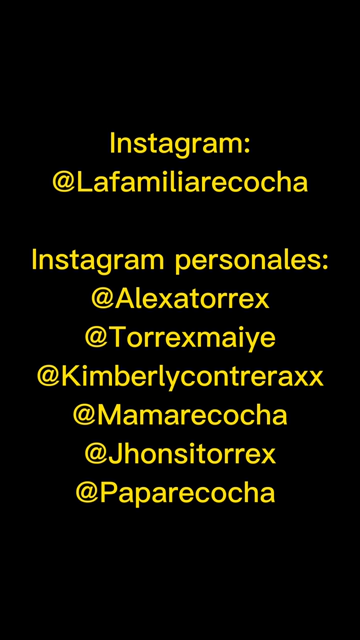 Instagram:
@Lafamiliarecocha
Instagram personales:
@Alexatorrex
@Torrexmaiye
@Kimberlycontreraxx
@Mamarecocha
@Jhonsitorrex
@Paparecocha